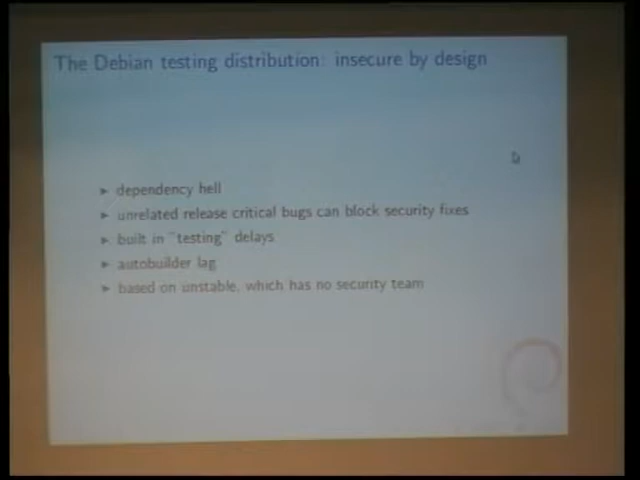 The Debian testing distribution: insecure by design
▸ dependency hell
▸ unrelated release critical bugs can block security fixes
▸ built in "testing" delays
▸ autobuilder lag
▸ based on unstable, which has no security team